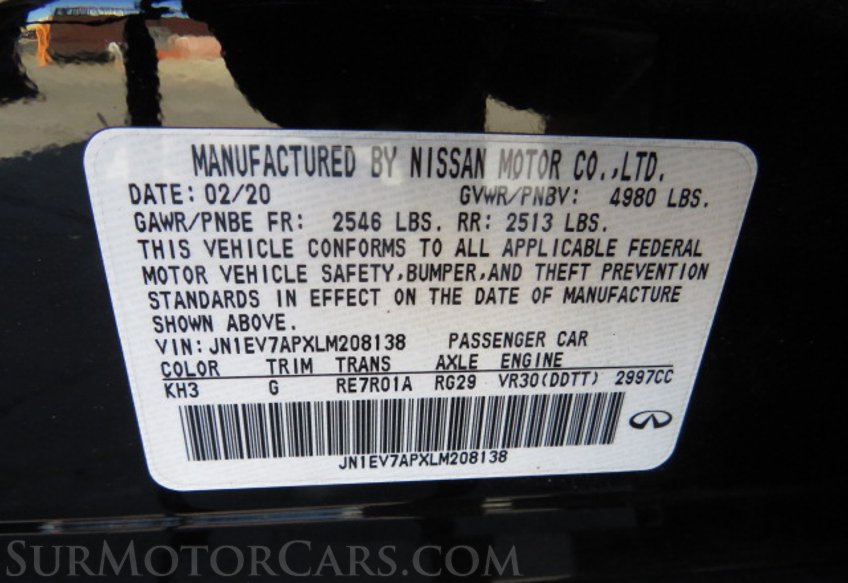 MANUFACTURED BY NISSAN MOTOR CO.,LTD.
DATE: 02/20 GVWR/PNBV: 4980 LBS.
GAWR/PNBE FR: 2546 LBS. RR: 2513 LBS.
THIS VEHICLE CONFORMS TO ALL APPLICABLE FEDERAL
MOTOR VEHICLE SAFETY,BUMPER,AND THEFT PREVENTION
STANDARDS IN EFFECT ON THE DATE OF MANUFACTURE
SHOWN ABOVE.
VIN: JN1EV7APXLM208138 PASSENGER CAR
COLOR TRIM TRANS AXLE ENGINE
KH3 G RE7R01A RG29 VR30(DDTT) 2997CC
JN1EV7APXLM208138
SURMOTORCARS.COM